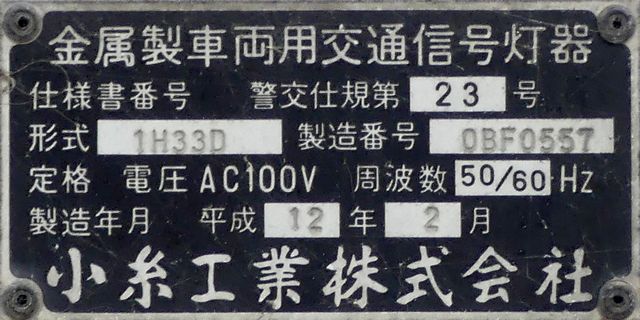 金属製車両用交通信号灯器
仕様書番号 警交仕規第 23 号
形式 1H33D 製造番号 0BF0557
定格 電圧 AC100V 周波数 50/60 Hz
製造年月 平成 12 年 2 月
小糸工業株式会社